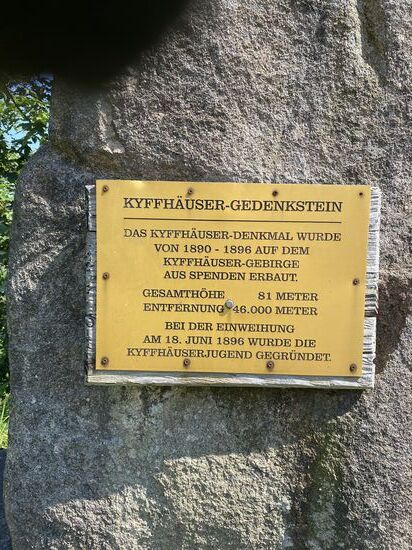 KYFFHÄUSER-GEDENKSTEIN
DAS KYFFHÄUSER-DENKMAL WURDE
VON 1890 - 1896 AUF DEM
KYFFHÄUSER-GEBIRGE
AUS SPENDEN ERBAUT.
GESAMTHÖHE 81 METER
ENTFERNUNG 46.000 METER
BEI DER EINWEIHUNG
AM 18. JUNI 1896 WURDE DIE
KYFFHÄUSERJUGEND GEGRÜNDET.